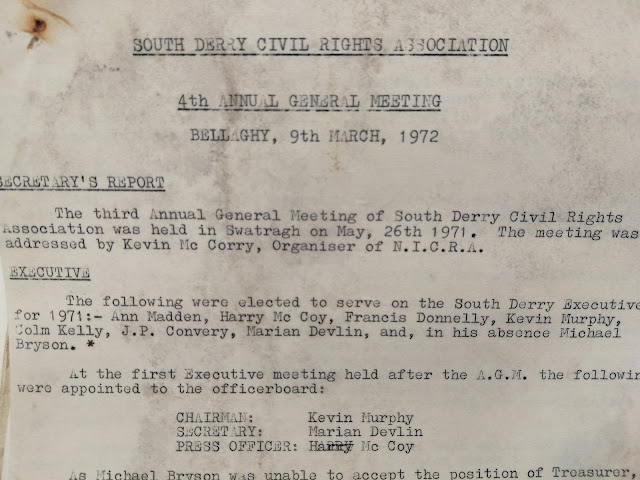 SOUTH DERRY CIVIL RIGHTS ASSOCIATION
4th ANNUAL GENERAL MEETING
BELLAGHY, 9th MARCH, 1972
SECRETARY'S REPORT
The third Annual General Meeting of South Derry Civil Rights
Association was held in Swatragh on May, 26th 1971. The meeting was
addressed by Kevin Mc Corry, Organiser of N.I.C.R.A.
EXECUTIVE
The following were elected to serve on the South Derry Executive
for 1971:- Ann Madden, Harry Mc Coy, Francis Donnelly, Kevin Murphy,
Colm Kelly, J.P. Convery, Marian Devlin, and, in his absence Michael
Bryson. *
At the first Executive meeting held after the A.G.M. the followin
were appointed to the officerboard:
CHAIRMAN: Kevin Murphy
SECRETARY: Marian Devlin
PRESS OFFICER: Harry Mc Coy
As Michael Bryson was unable to accept the position of Treasurer,